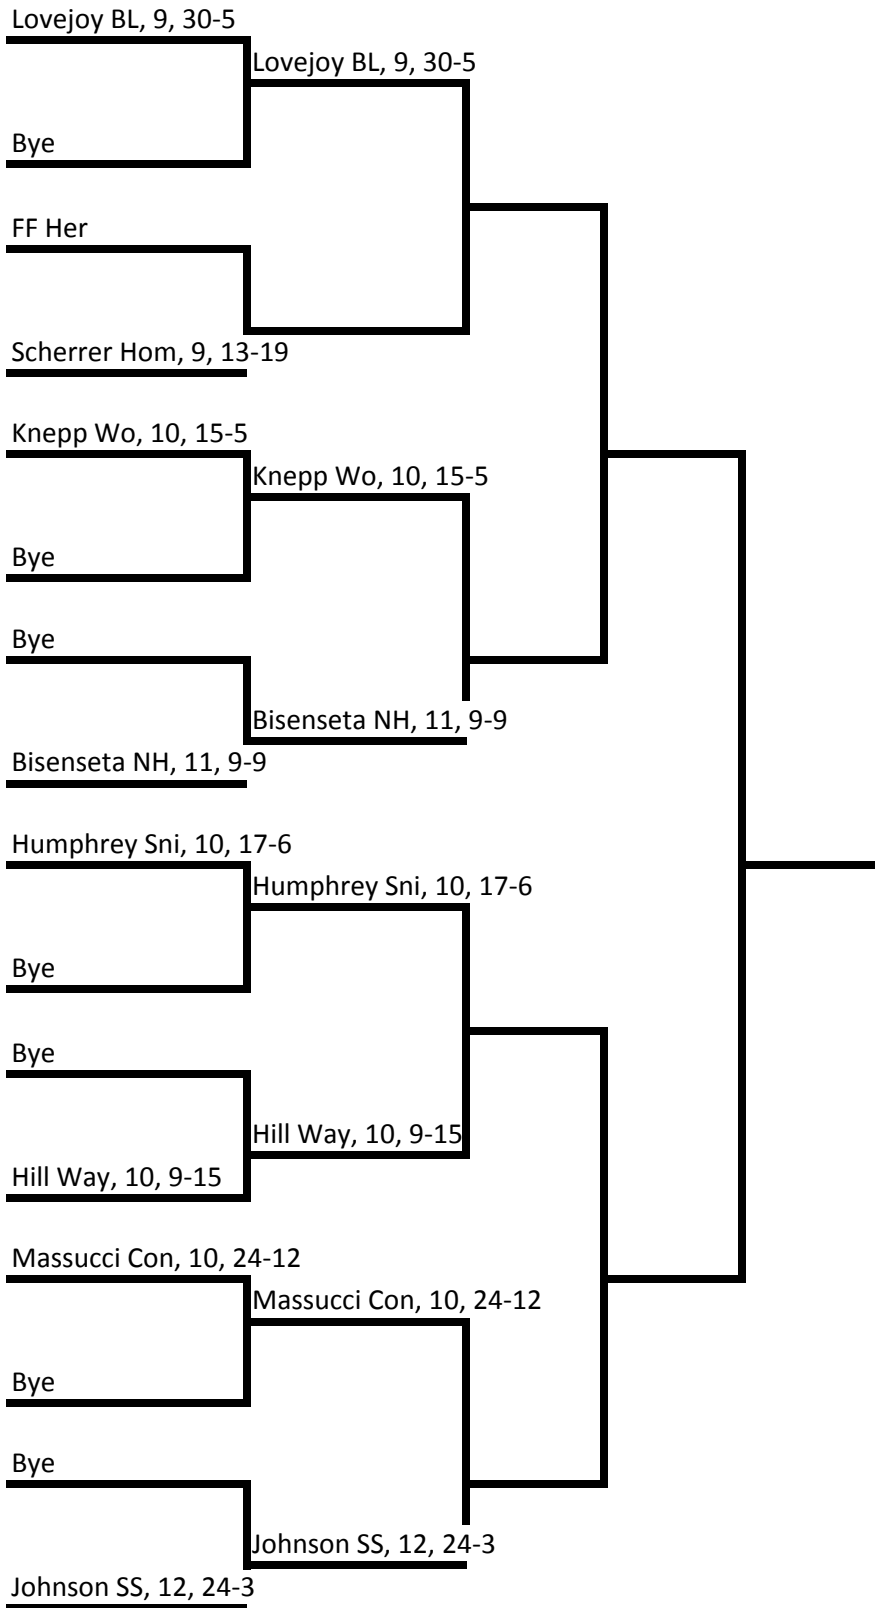 Lovejoy BL, 9, 30-5
Lovejoy BL, 9, 30-5
Bye
FF Her
Scherrer Hom, 9, 13-19
Knepp Wo, 10, 15-5
Knepp Wo, 10, 15-5
Bye
Bye
Bisenseta NH, 11, 9-9
Bisenseta NH, 11, 9-9
Humphrey Sni, 10, 17-6
Humphrey Sni, 10, 17-6
Bye
Bye
Hill Way, 10, 9-15
Hill Way, 10, 9-15
Massucci Con, 10, 24-12
Massucci Con, 10, 24-12
Bye
Bye
Johnson SS, 12, 24-3
Johnson SS, 12, 24-3